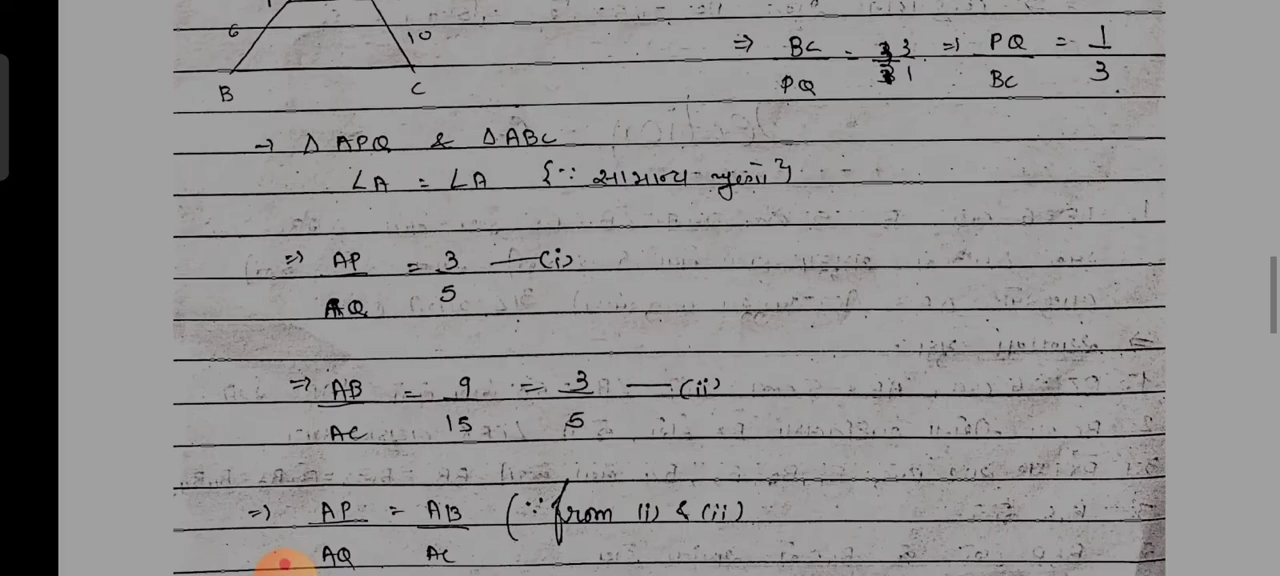 6
10
B C
⇒ BC/PQ = 3/1 ⇒ PQ/BC = 1/3
→ Δ APQ & ΔABC
∠A = ∠A {∵ સામાન્ય
⇒ AP/AQ = 3/5 —(i)
⇒ AB/AC = 9/15 = 3/5 —(ii)
⇒ AP/AQ = AB/AC (∵ from (i) & (ii)